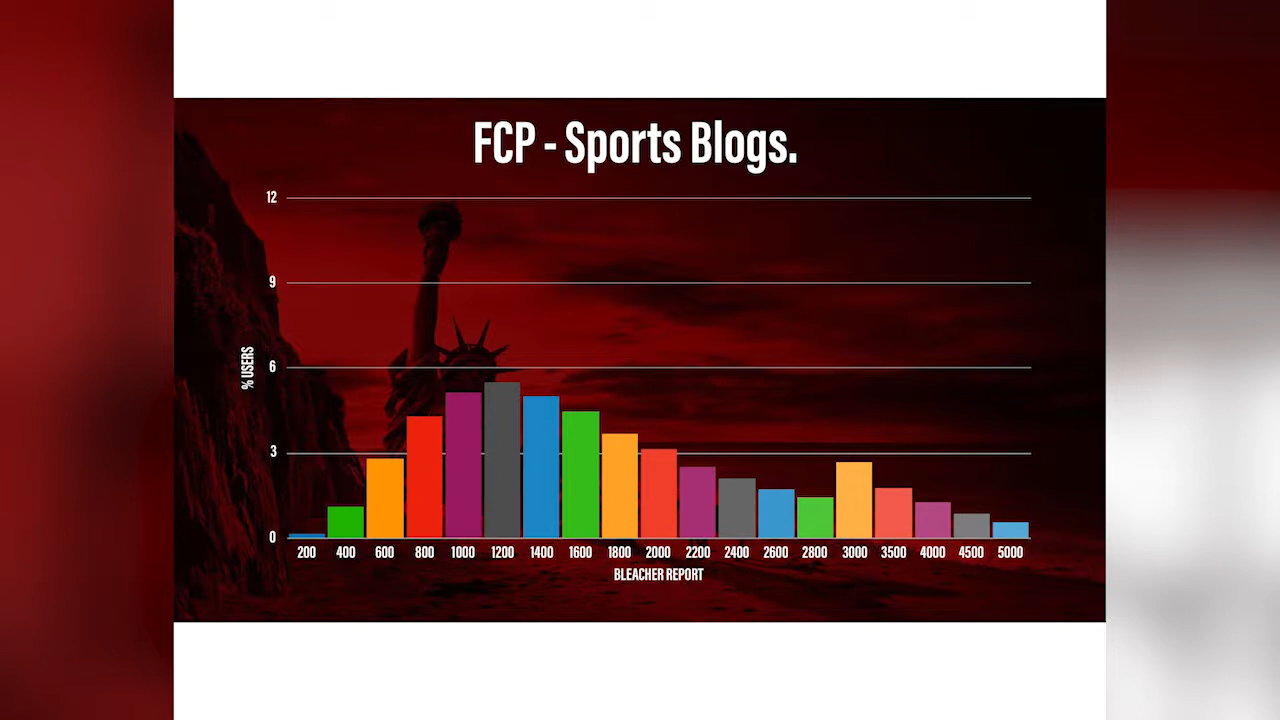 FCP - Sports Blogs.
12
9
6
3
0
% USERS
200 400 600 800 1000 1200 1400 1600 1800 2000 2200 2400 2600 2800 3000 3500 4000 4500 5000
BLEACHER REPORT